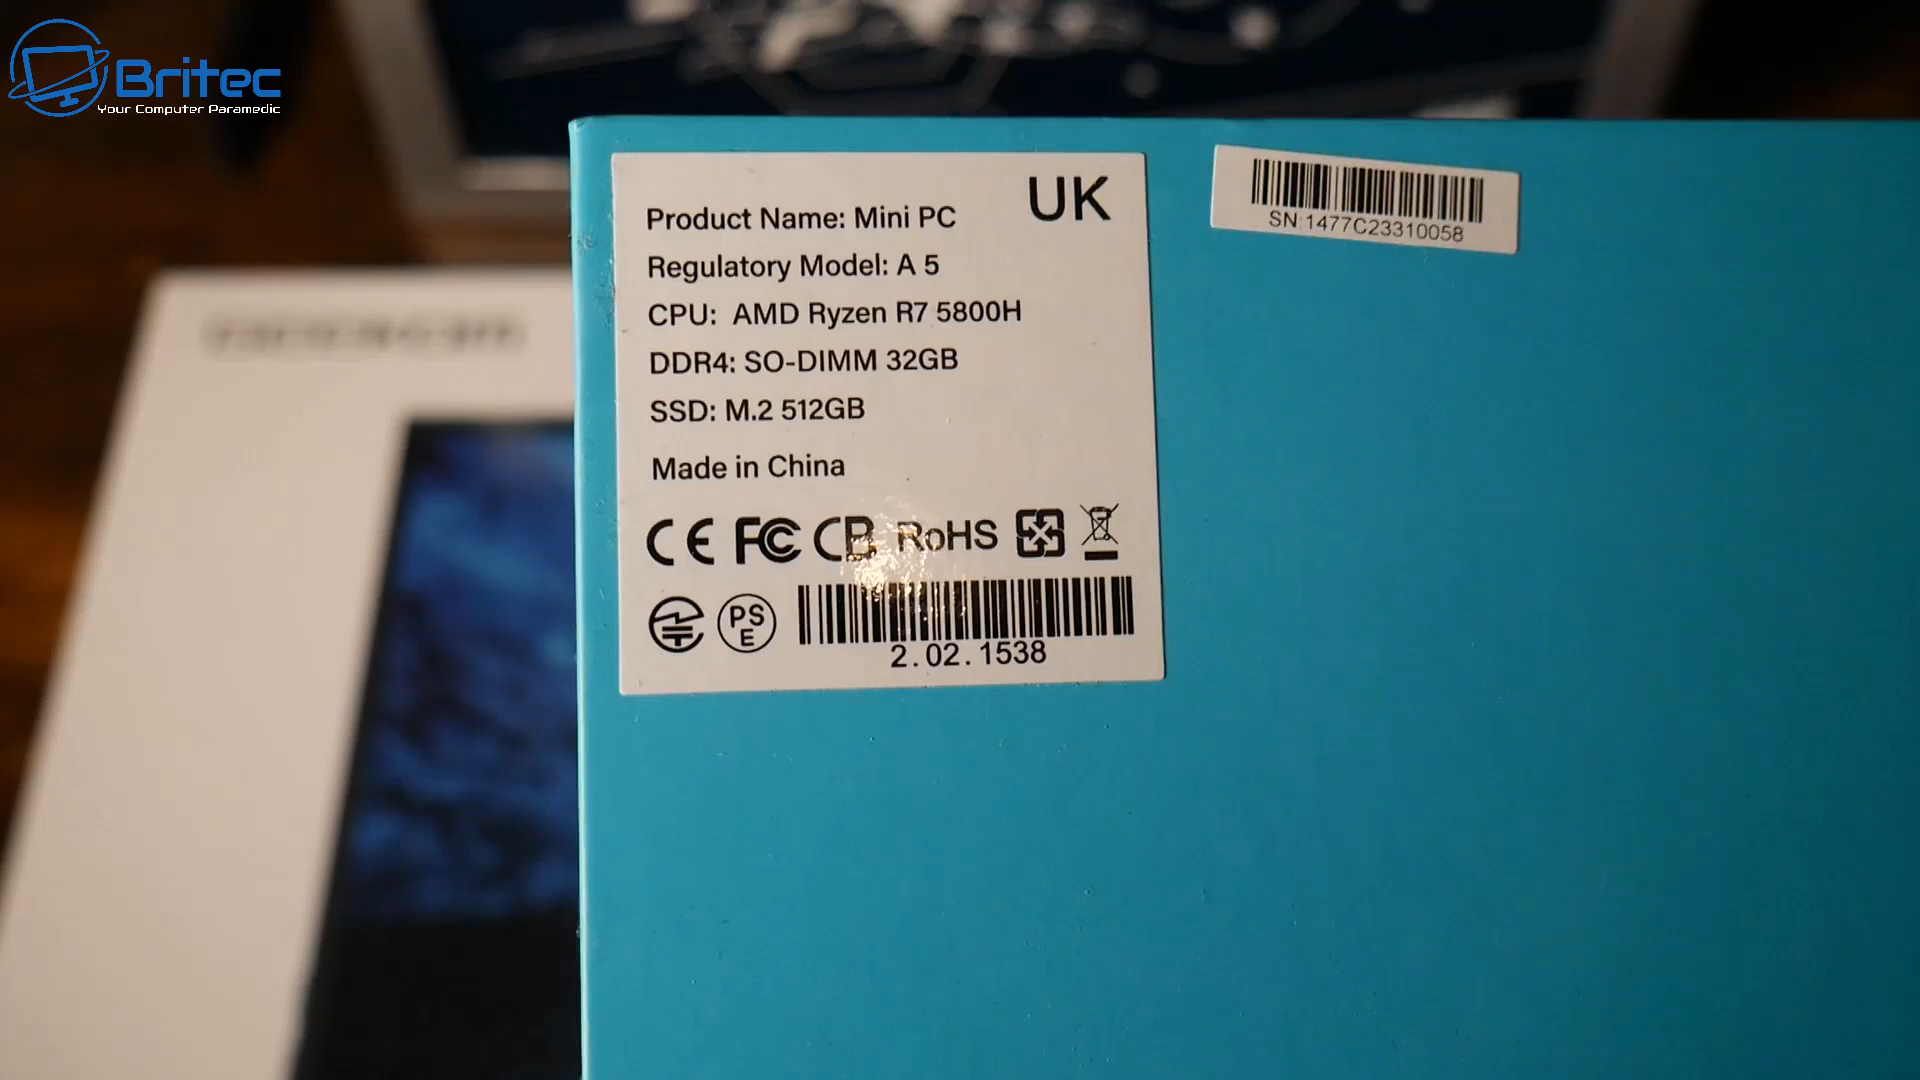 Britec
Your Computer Paramedic
UK
Product Name: Mini PC
Regulatory Model: A 5
CPU: AMD Ryzen R7 5800H
DDR4: SO-DIMM 32GB
SSD: M.2 512GB
Made in China
CE FC CB RoHS
PS
E
2.02.1538
SN:1477C23310058